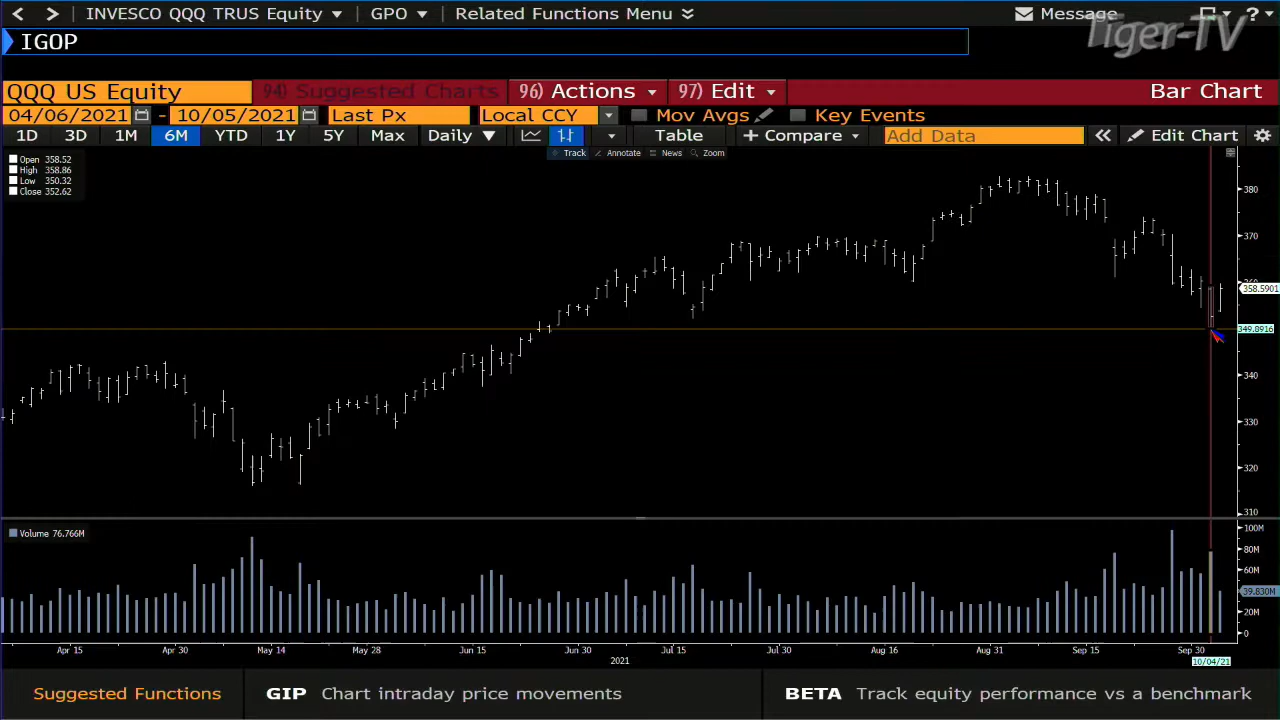 INVESCO QQQ TRUS Equity GPO Related Functions Menu Message ?
Tiger-TV
IGOP
QQQ US Equity 94) Suggested Charts 96) Actions 97) Edit Bar Chart
04/06/2021 - 10/05/2021 Last Px Local CCY Mov Avgs Key Events
1D 3D 1M 6M YTD 1Y 5Y Max Daily Table + Compare Add Data Edit Chart
Track Annotate News Zoom
Open 358.52
High 358.86
Low 350.32
Close 352.62
380
370
360
358.5901
349.8916
340
330
320
310
Volume 76.766M
100M
80M
60M
39.830M
20M
0
Apr 15 Apr 30 May 14 May 28 Jun 15 Jun 30 Jul 15 Jul 30 Aug 16 Aug 31 Sep 15 Sep 30
2021 10/04/21
Suggested Functions GIP Chart intraday price movements BETA Track equity performance vs a benchmark